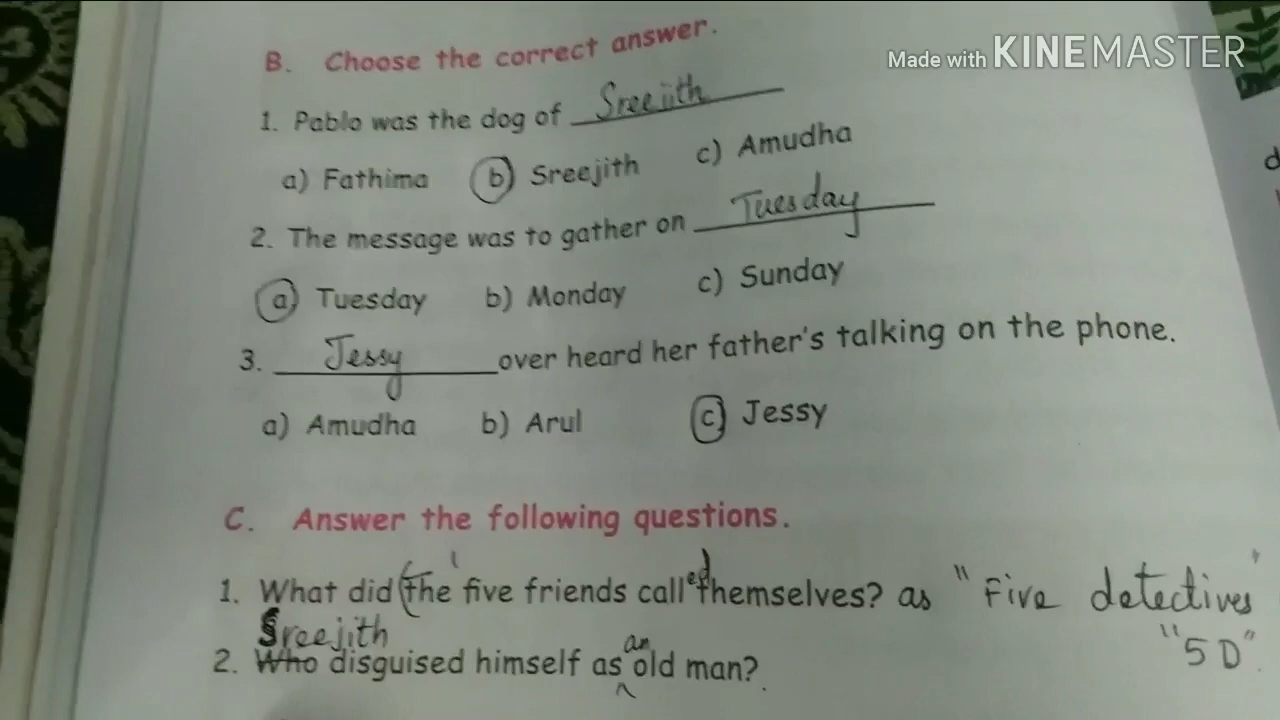 Made with KINEMASTER
B. Choose the correct answer.
1. Pablo was the dog of Sreejith
a) Fathima b) Sreejith c) Amudha
2. The message was to gather on Tuesday
a) Tuesday b) Monday c) Sunday
3. Jessy over heard her father's talking on the phone.
a) Amudha b) Arul c) Jessy
C. Answer the following questions.
1. What did the five friends called themselves? as "Five detectives"
"5D".
Sreejith
2. Who disguised himself as an old man?